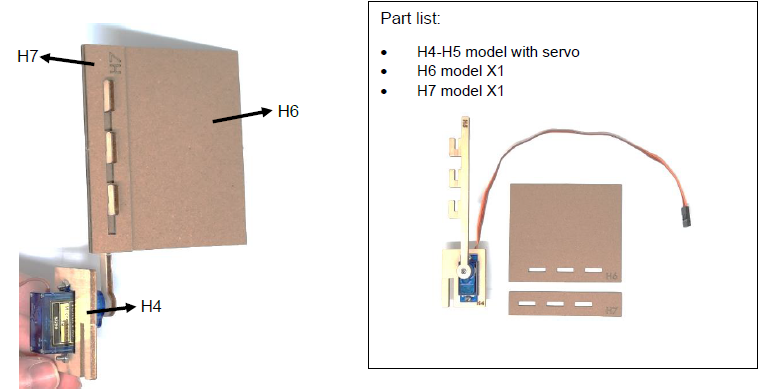 H7
H7
H6
H4
Part list:
• H4-H5 model with servo
• H6 model X1
• H7 model X1
H6
H7
H4